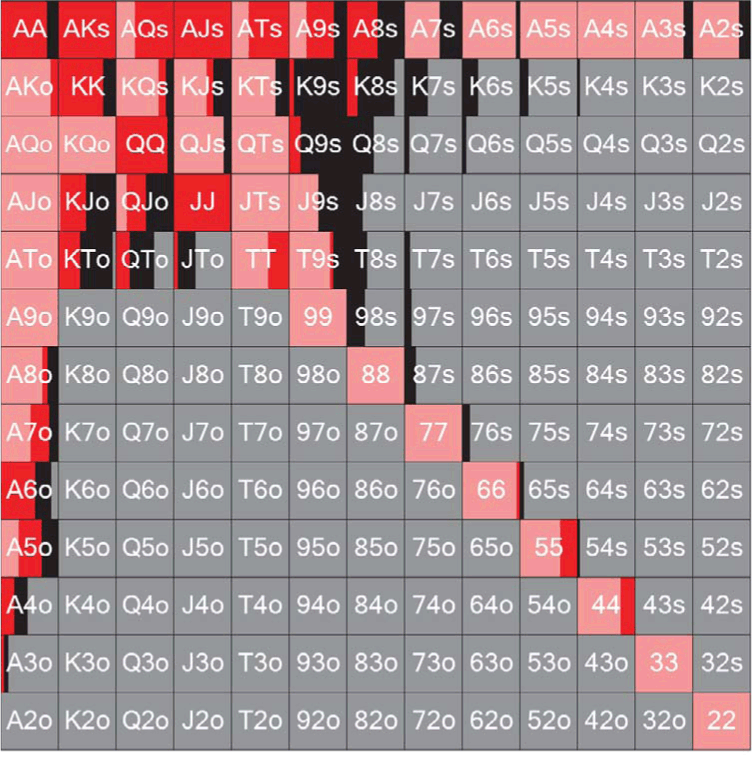 AA AKs AQs AJs ATs A9s A8s A7s A6s A5s A4s A3s A2s
AKo KK KQs KJs KTs K9s K8s K7s K6s K5s K4s K3s K2s
AQo KQo QQ QJs QTs Q9s Q8s Q7s Q6s Q5s Q4s Q3s Q2s
AJo KJo QJo JJ JTs J9s J8s J7s J6s J5s J4s J3s J2s
ATo KTo QTo JTo TT T9s T8s T7s T6s T5s T4s T3s T2s
A9o K9o Q9o J9o T9o 99 98s 97s 96s 95s 94s 93s 92s
A8o K8o Q8o J8o T8o 98o 88 87s 86s 85s 84s 83s 82s
A7o K7o Q7o J7o T7o 97o 87o 77 76s 75s 74s 73s 72s
A6o K6o Q6o J6o T6o 96o 86o 76o 66 65s 64s 63s 62s
A5o K5o Q5o J5o T5o 95o 85o 75o 65o 55 54s 53s 52s
A4o K4o Q4o J4o T4o 94o 84o 74o 64o 54o 44 43s 42s
A3o K3o Q3o J3o T3o 93o 83o 73o 63o 53o 43o 33 32s
A2o K2o Q2o J2o T2o 92o 82o 72o 62o 52o 42o 32o 22